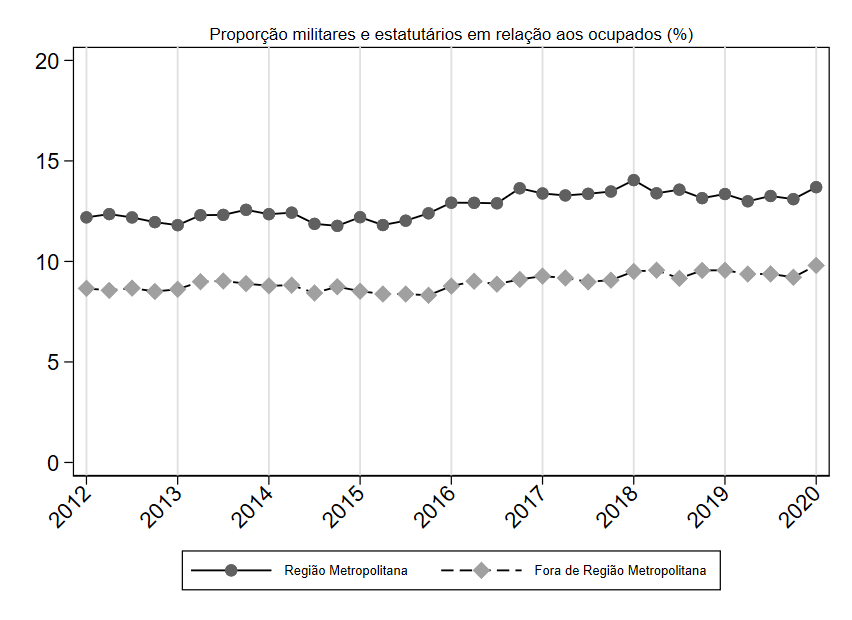 Proporção militares e estatutários em relação aos ocupados (%)
20
15
10
5
0
2012 2013 2014 2015 2016 2017 2018 2019 2020
Região Metropolitana Fora de Região Metropolitana